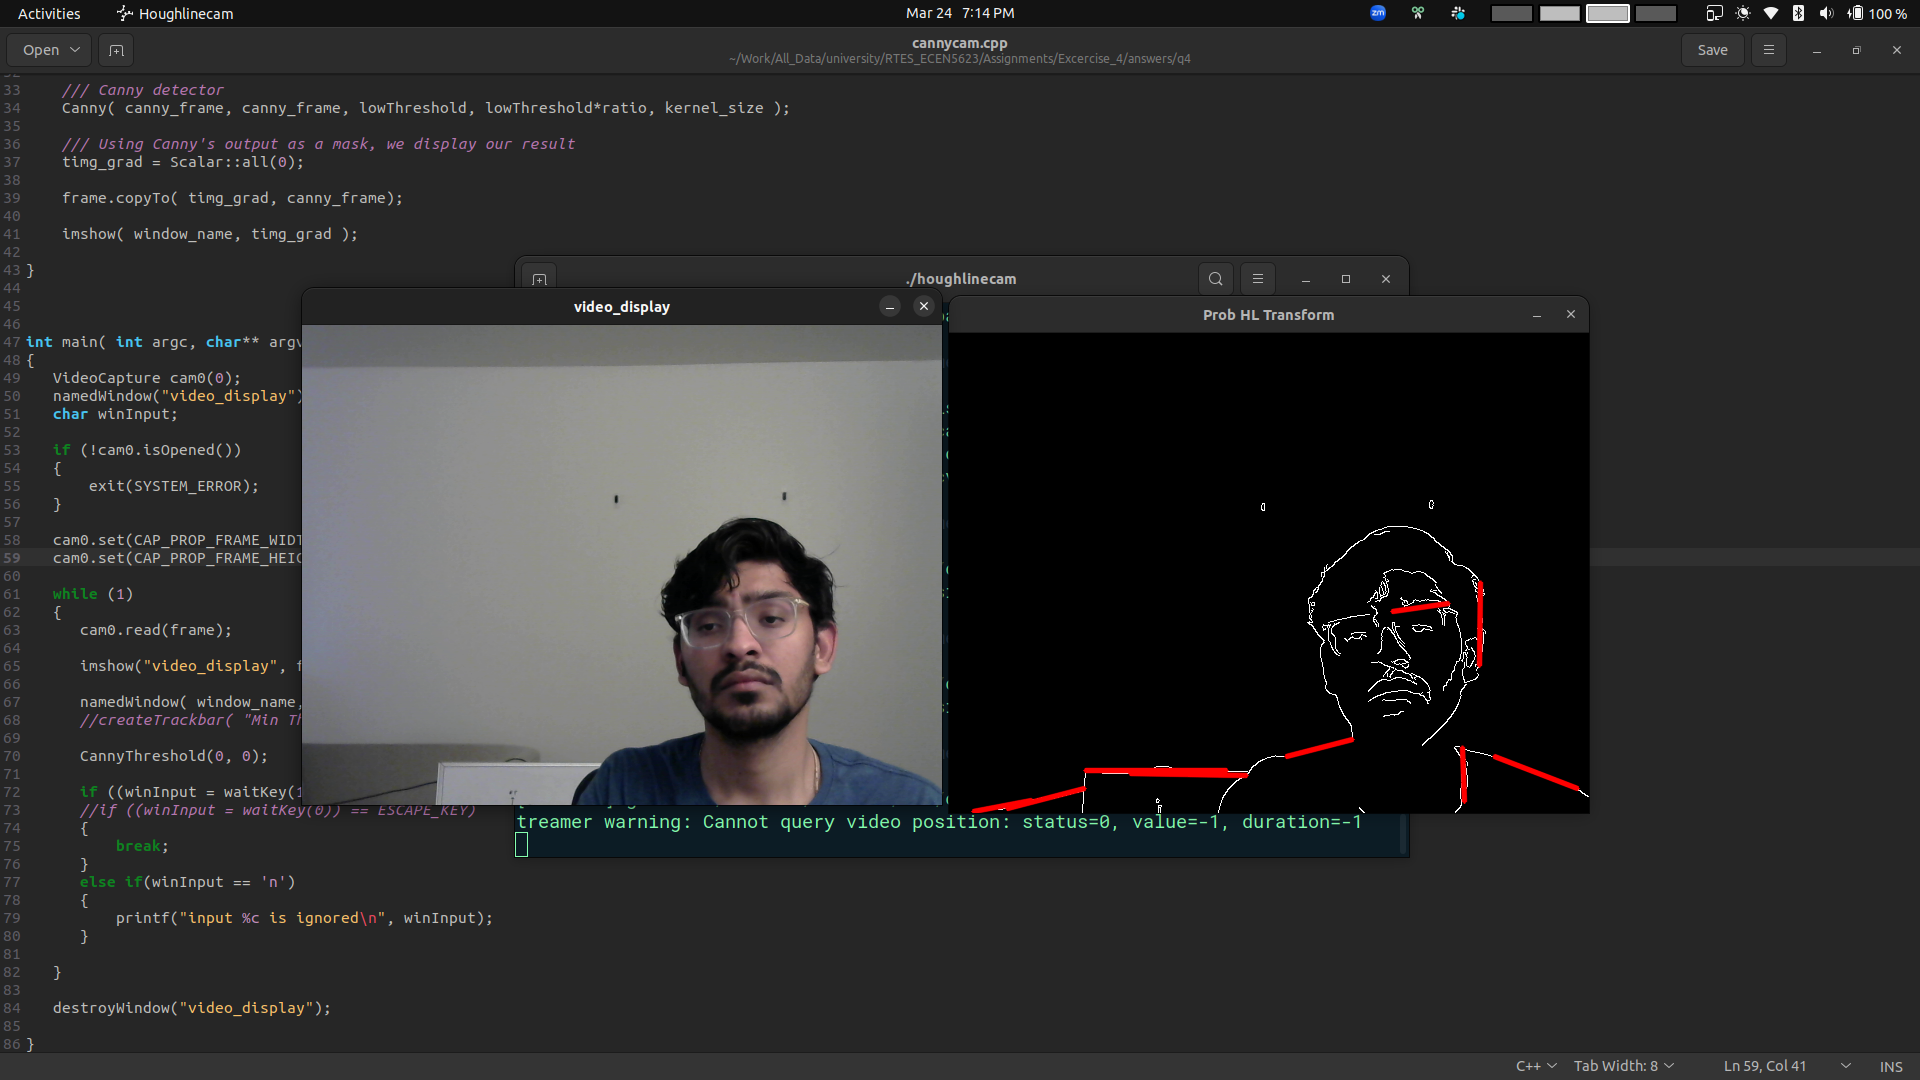 Activities
Houghlinecam
Mar 24 7:14 PM
zm
100 %
Open
cannycam.cpp
~/Work/All_Data/university/RTES_ECEN5623/Assignments/Excercise_4/answers/q4
Save
33 /// Canny detector
34 Canny( canny_frame, canny_frame, lowThreshold, lowThreshold*ratio, kernel_size );
35
36 /// Using Canny's output as a mask, we display our result
37 timg_grad = Scalar::all(0);
38
39 frame.copyTo( timg_grad, canny_frame);
40
41 imshow( window_name, timg_grad );
42
43 }
44
45
46
47 int main( int argc, char** argv
48 {
49 VideoCapture cam0(0);
50 namedWindow("video_display")
51 char winInput;
52
53 if (!cam0.isOpened())
54 {
55 exit(SYSTEM_ERROR);
56 }
57
58 cam0.set(CAP_PROP_FRAME_WIDT
59 cam0.set(CAP_PROP_FRAME_HEIG
60
61 while (1)
62 {
63 cam0.read(frame);
64
65 imshow("video_display", f
66
67 namedWindow( window_name,
68 //createTrackbar( "Min Th
69
70 CannyThreshold(0, 0);
71
72 if ((winInput = waitKey(1
73 //if ((winInput = waitKey(0)) == ESCAPE_KEY)
74 {
75 break;
76 }
77 else if(winInput == 'n')
78 {
79 printf("input %c is ignored\n", winInput);
80 }
81
82 }
83
84 destroyWindow("video_display");
85
86 }
./houghlinecam
video_display
Prob HL Transform
treamer warning: Cannot query video position: status=0, value=-1, duration=-1
C++
Tab Width: 8
Ln 59, Col 41
INS